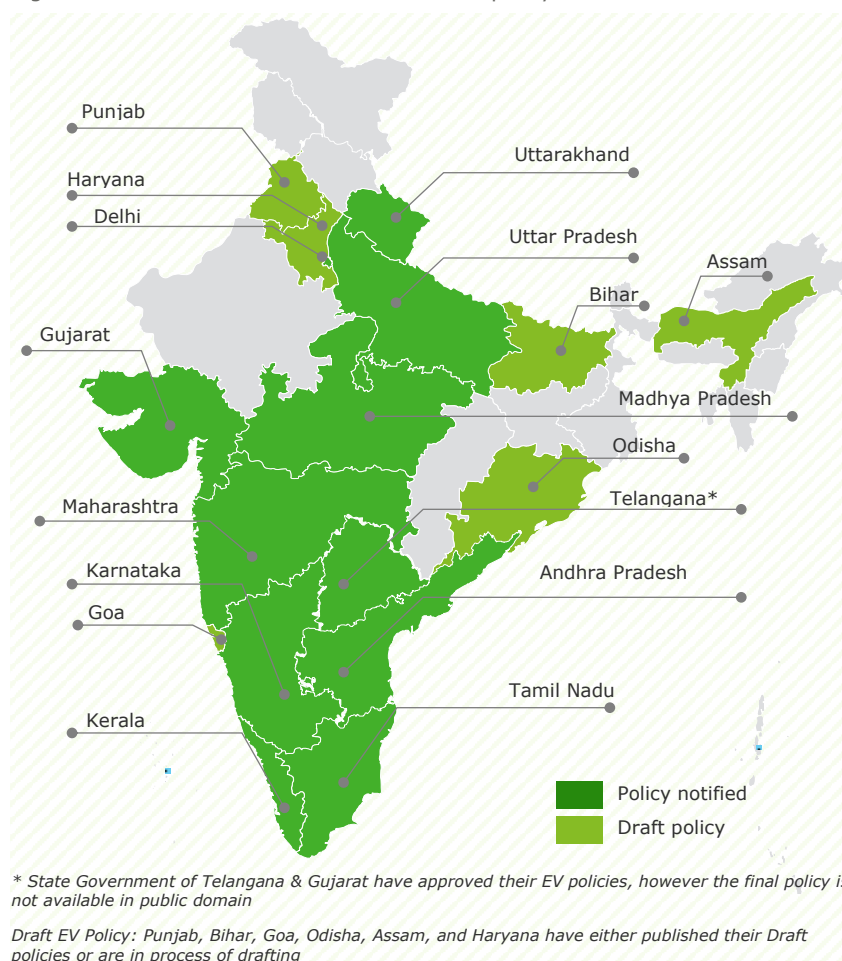 Punjab
Uttarakhand
Haryana
Delhi
Uttar Pradesh
Assam
Bihar
Gujarat
Madhya Pradesh
Odisha
Maharashtra
Telangana*
Karnataka
Andhra Pradesh
Goa
Tamil Nadu
Kerala
Policy notified
Draft policy
* State Government of Telangana & Gujarat have approved their EV policies, however the final policy is
not available in public domain
Draft EV Policy: Punjab, Bihar, Goa, Odisha, Assam, and Haryana have either published their Draft
policies or are in process of drafting